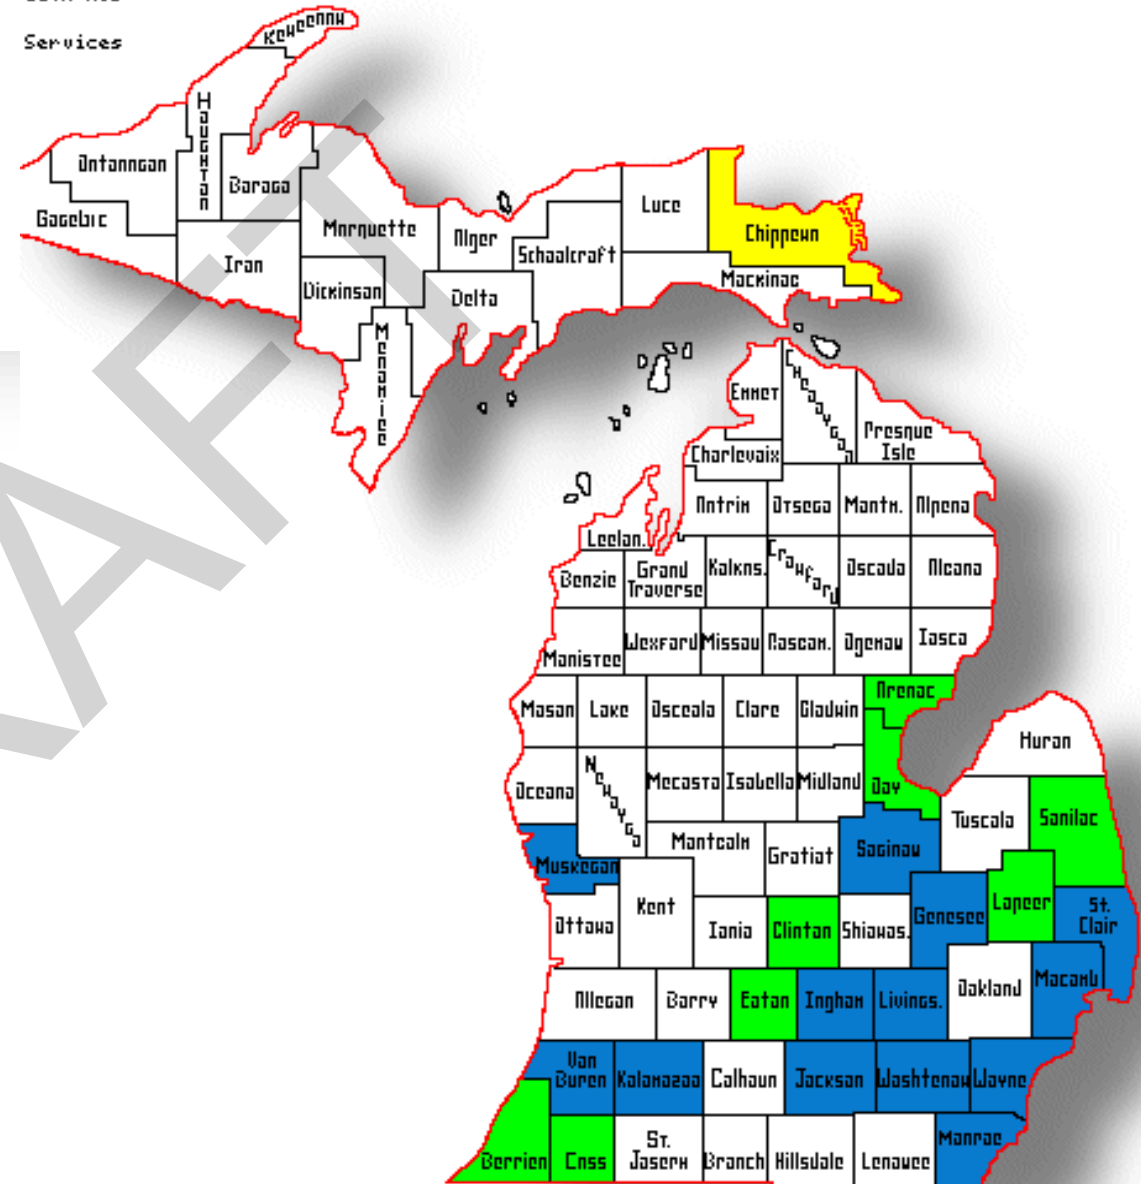 Services
Keweenaw
Houghton
Ontonagon
Baraga
Gogebic
Marquette
Alger
Luce
Chippewa
Schoolcraft
Iron
Dickinson
Delta
Mackinac
Menominee
Emmet
Cheboygan
Presque
Isle
Charlevoix
Antrim
Otsego
Montm.
Alpena
Leelan.
Benzie
Grand
Traverse
Kalkas.
Crawford
Oscoda
Alcona
Manistee
Wexford
Missau
Roscom.
Ogemaw
Iosco
Mason
Lake
Osceola
Clare
Gladwin
Arenac
Huron
Oceana
Newaygo
Mecosta
Isabella
Midland
Bay
Tuscola
Sanilac
Muskegon
Montcalm
Gratiot
Saginaw
Ottawa
Kent
Ionia
Clinton
Shiawas.
Genesee
Lapeer
St.
Clair
Allegan
Barry
Eaton
Ingham
Livings.
Oakland
Macomb
Van
Buren
Kalamazoo
Calhoun
Jackson
Washtenaw
Wayne
Berrien
Cass
St.
Joseph
Branch
Hillsdale
Lenawee
Monroe
AFT